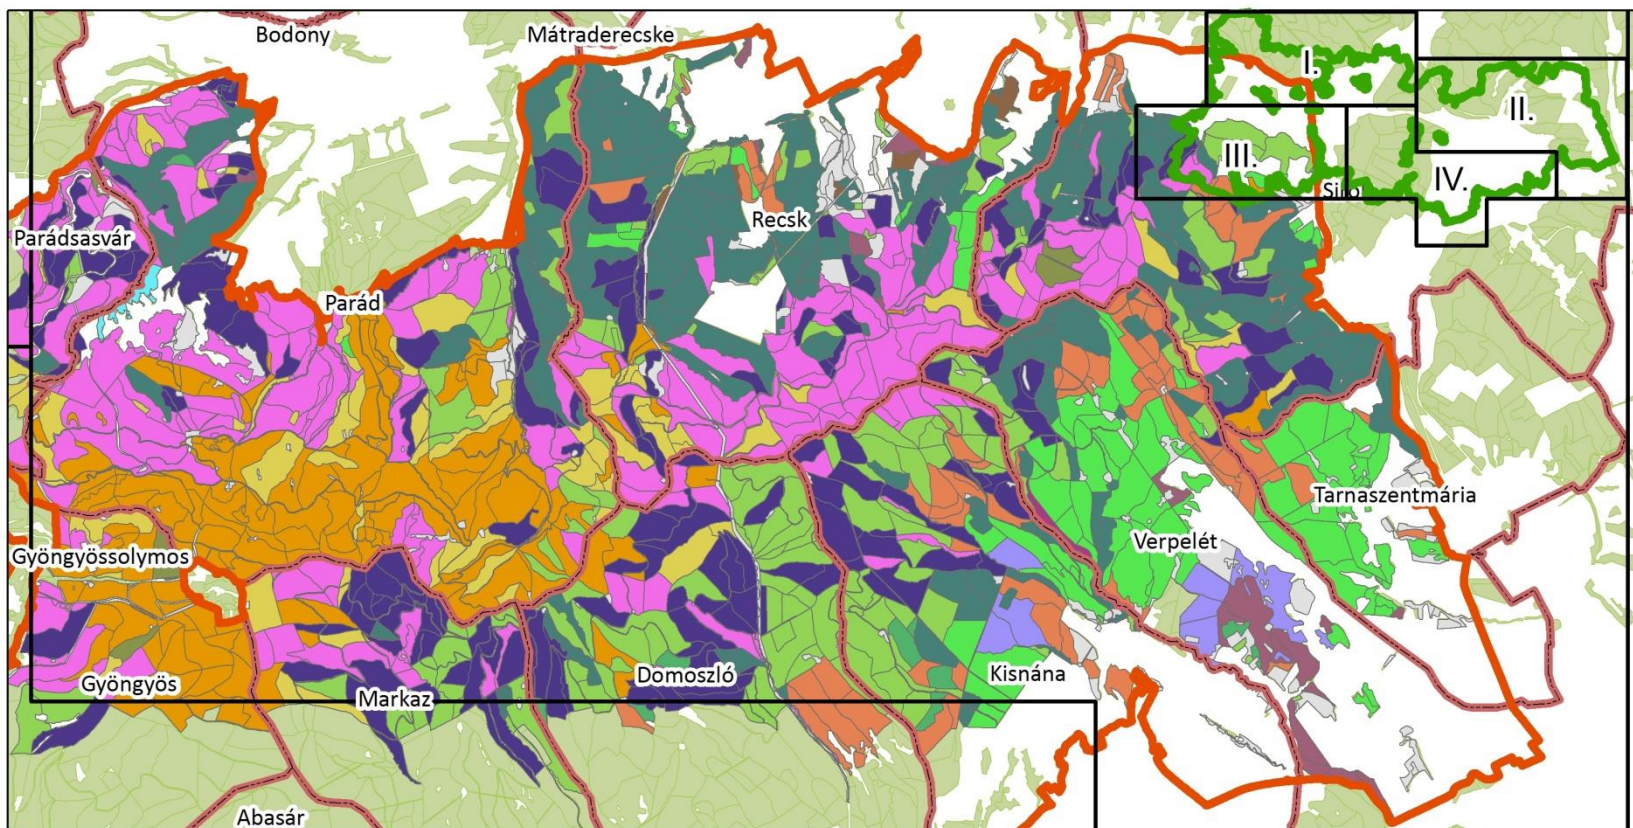 Bodony
Mátraderecske
I.
II.
III.
IV.
Recsk
Parádsasvár
Parád
Tarnaszentmária
Verpelét
Gyöngyössolymos
Domoszló
Kisnána
Gyöngyös
Markaz
Abasár